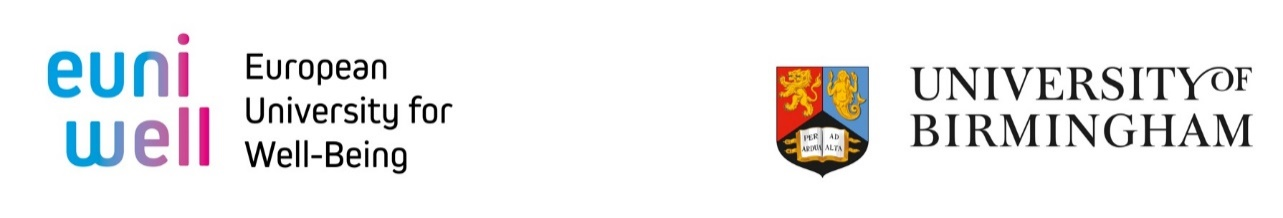 euni
well
European
University for
Well-Being
PER AD
ARDUA ALTA
UNIVERSITY OF
BIRMINGHAM